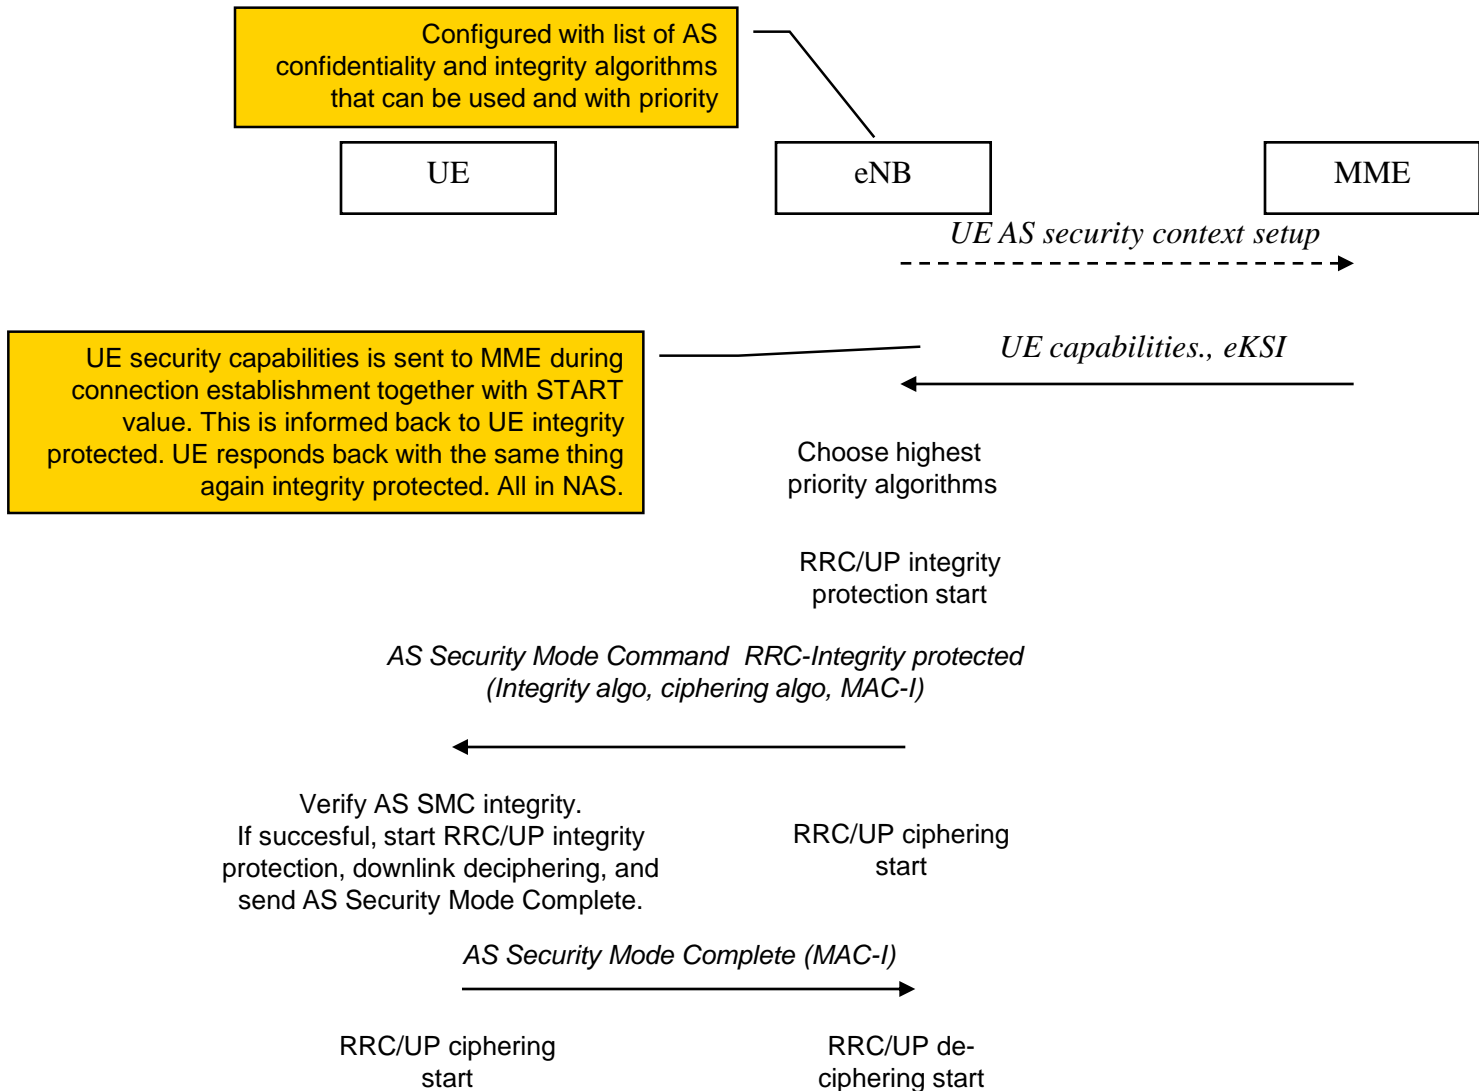 Configured with list of AS
confidentiality and integrity algorithms
that can be used and with priority
UE
eNB
MME
UE AS security context setup
UE security capabilities is sent to MME during
connection establishment together with START
value. This is informed back to UE integrity
protected. UE responds back with the same thing
again integrity protected. All in NAS.
UE capabilities., eKSI
Choose highest
priority algorithms
RRC/UP integrity
protection start
AS Security Mode Command  RRC-Integrity protected
(Integrity algo, ciphering algo, MAC-I)
Verify AS SMC integrity.
If succesful, start RRC/UP integrity
protection, downlink deciphering, and
send AS Security Mode Complete.
RRC/UP ciphering
start
AS Security Mode Complete (MAC-I)
RRC/UP ciphering
start
RRC/UP de-
ciphering start